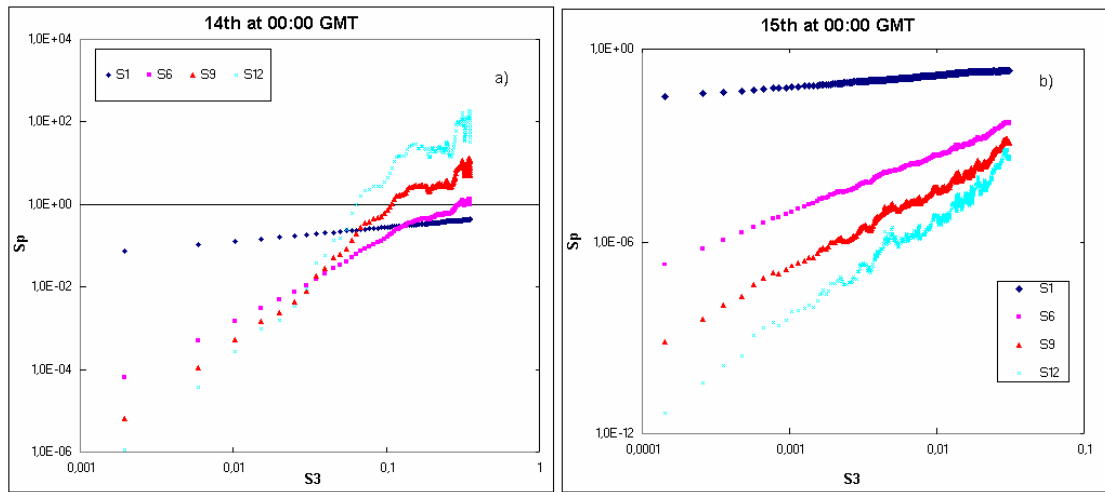 14th at 00:00 GMT
1,0E+04
S1 S6 S9 S12
a)
1,0E+02
1,0E+00
Sp
1,0E-02
1,0E-04
1,0E-06
0,001 0,01 0,1 1
S3
15th at 00:00 GMT
1,0E+00
b)
Sp
1,0E-06
S1
S6
S9
S12
1,0E-12
0,0001 0,001 0,01 0,1
S3